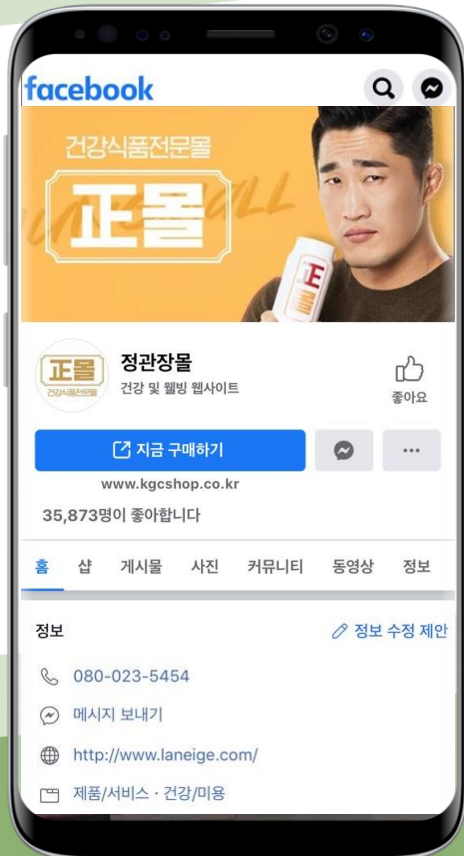 facebook
건강식품전문몰
正몰
正몰
正몰
건강식품전문몰
정관장몰
건강 및 웰빙 웹사이트
좋아요
지금 구매하기
www.kgcshop.co.kr
35,873명이 좋아합니다
홈 샵 게시물 사진 커뮤니티 동영상 정보
정보
정보 수정 제안
080-023-5454
메시지 보내기
http://www.laneige.com/
제품/서비스 · 건강/미용